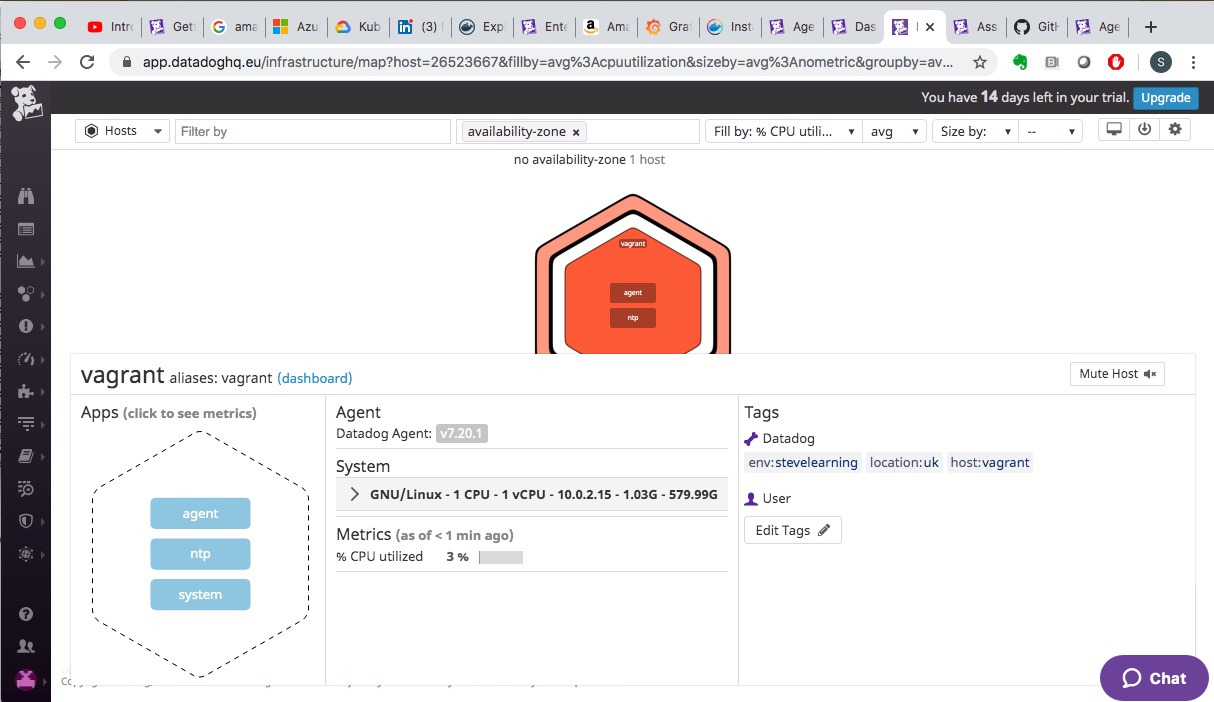 Intro
Get
ama
Azu
Kub
(3)
Exp
Ente
Ama
Gra
Inst
Age
Das
Ass
GitH
Age
app.datadoghq.eu/infrastructure/map?host=26523667&fillby=avg%3Acpuutilization&sizeby=avg%3Anometric&groupby=av...
S
You have 14 days left in your trial. Upgrade
Hosts
Filter by
availability-zone ×
Fill by: % CPU utili...
avg
Size by:
--
no availability-zone 1 host
vagrant
agent
ntp
vagrant aliases: vagrant (dashboard)
Mute Host
Apps (click to see metrics)
agent
ntp
system
Agent
Datadog Agent: v7.20.1
System
GNU/Linux - 1 CPU - 1 vCPU - 10.0.2.15 - 1.03G - 579.99G
Metrics (as of < 1 min ago)
% CPU utilized 3 %
Tags
Datadog
env:stevelearning location:uk host:vagrant
User
Edit Tags
Chat